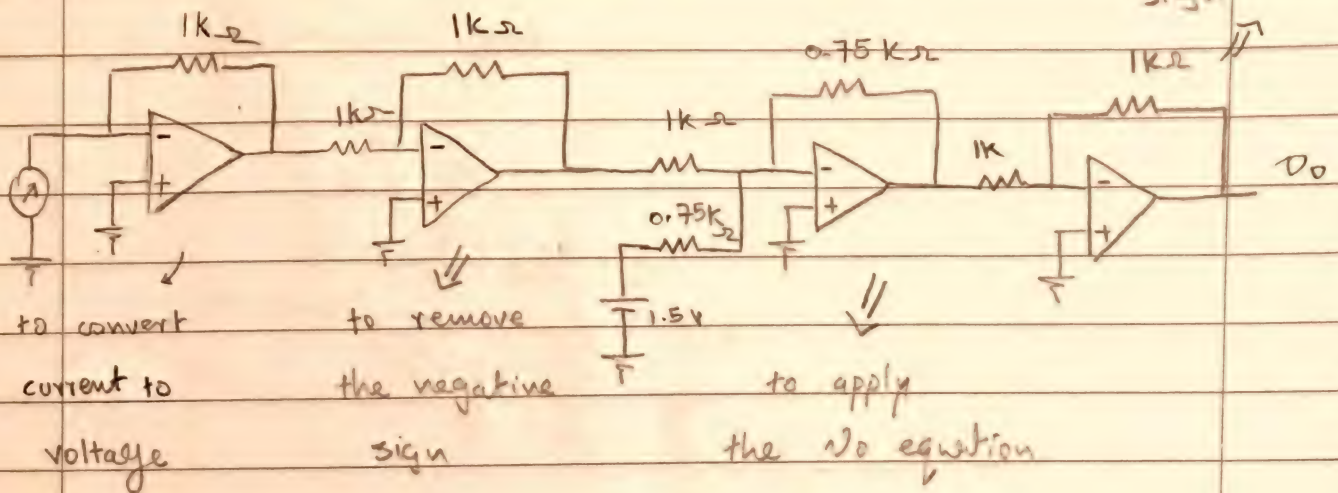 1KΩ
1KΩ
0.75KΩ
1KΩ
1KΩ
1KΩ
1K
-
+
-
+
-
+
-
+
A
0.75KΩ
1.5V
to convert
current to
voltage
to remove
the negative
sign
to apply
the Vo equation